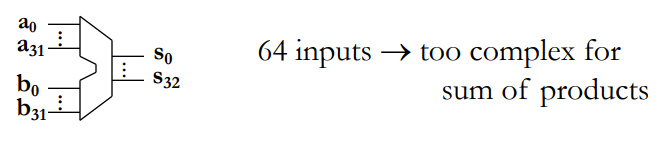 a0
a31
b0
b31
s0
s32
64 inputs → too complex for
sum of products